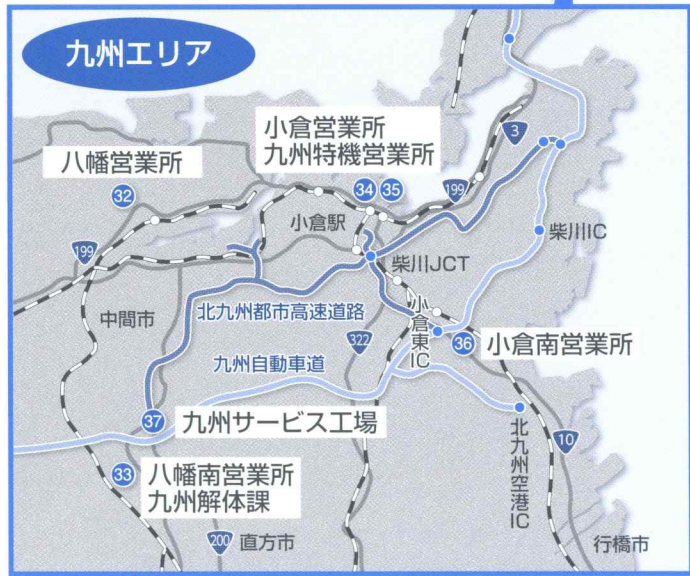 九州エリア
小倉営業所
九州特機営業所
八幡営業所
32
34
35
3
199
199
小倉駅
柴川IC
柴川JCT
中間市
北九州都市高速道路
小倉東IC
322
36
小倉南営業所
九州自動車道
37
九州サービス工場
10
北九州空港IC
33
八幡南営業所
九州解体課
200
直方市
行橋市